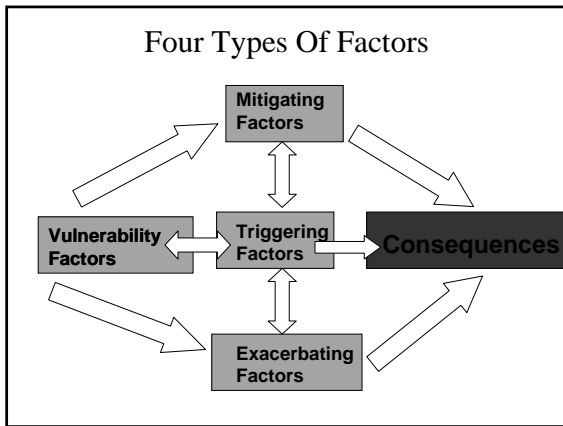 Four Types Of Factors
Mitigating
Factors
Vulnerability
Factors
Triggering
Factors
Consequences
Exacerbating
Factors